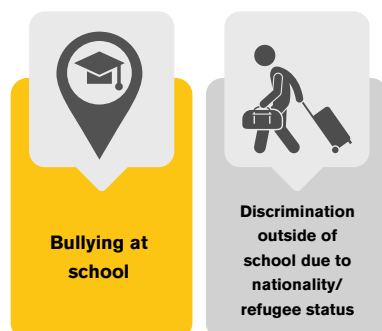 Bullying at
school
Discrimination
outside of
school due to
nationality/
refugee status